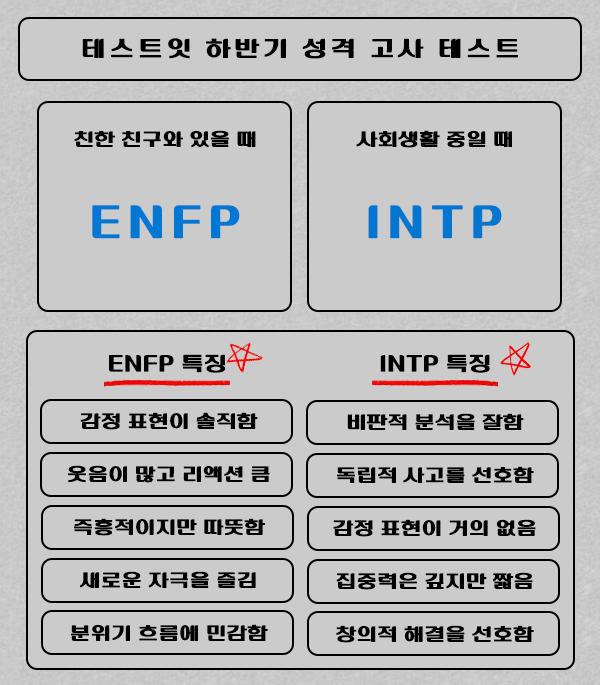 테스트잇 하반기 성격 고사 테스트
친한 친구와 있을 때
ENFP
사회생활 중일 때
INTP
ENFP 특징
감정 표현이 솔직함
웃음이 많고 리액션 큼
즉흥적이지만 따뜻함
새로운 자극을 즐김
분위기 흐름에 민감함
INTP 특징
비판적 분석을 잘함
독립적 사고를 선호함
감정 표현이 거의 없음
집중력은 깊지만 짧음
창의적 해결을 선호함